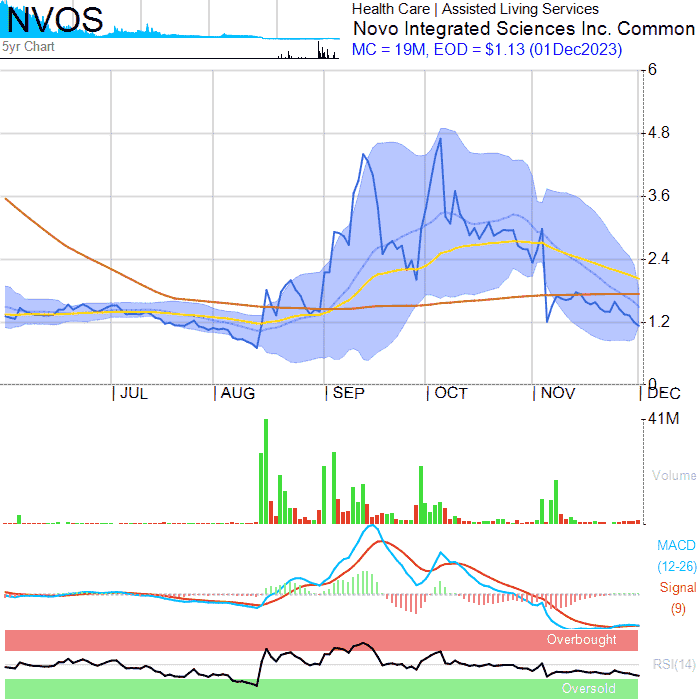 NVOS
5yr Chart
Health Care | Assisted Living Services
Novo Integrated Sciences Inc. Common
MC = 19M, EOD = $1.13 (01Dec2023)
6
4.8
3.6
2.4
1.2
0
JUL
AUG
SEP
OCT
NOV
DEC
41M
Volume
MACD
(12-26)
Signal
(9)
Overbought
RSI(14)
Oversold